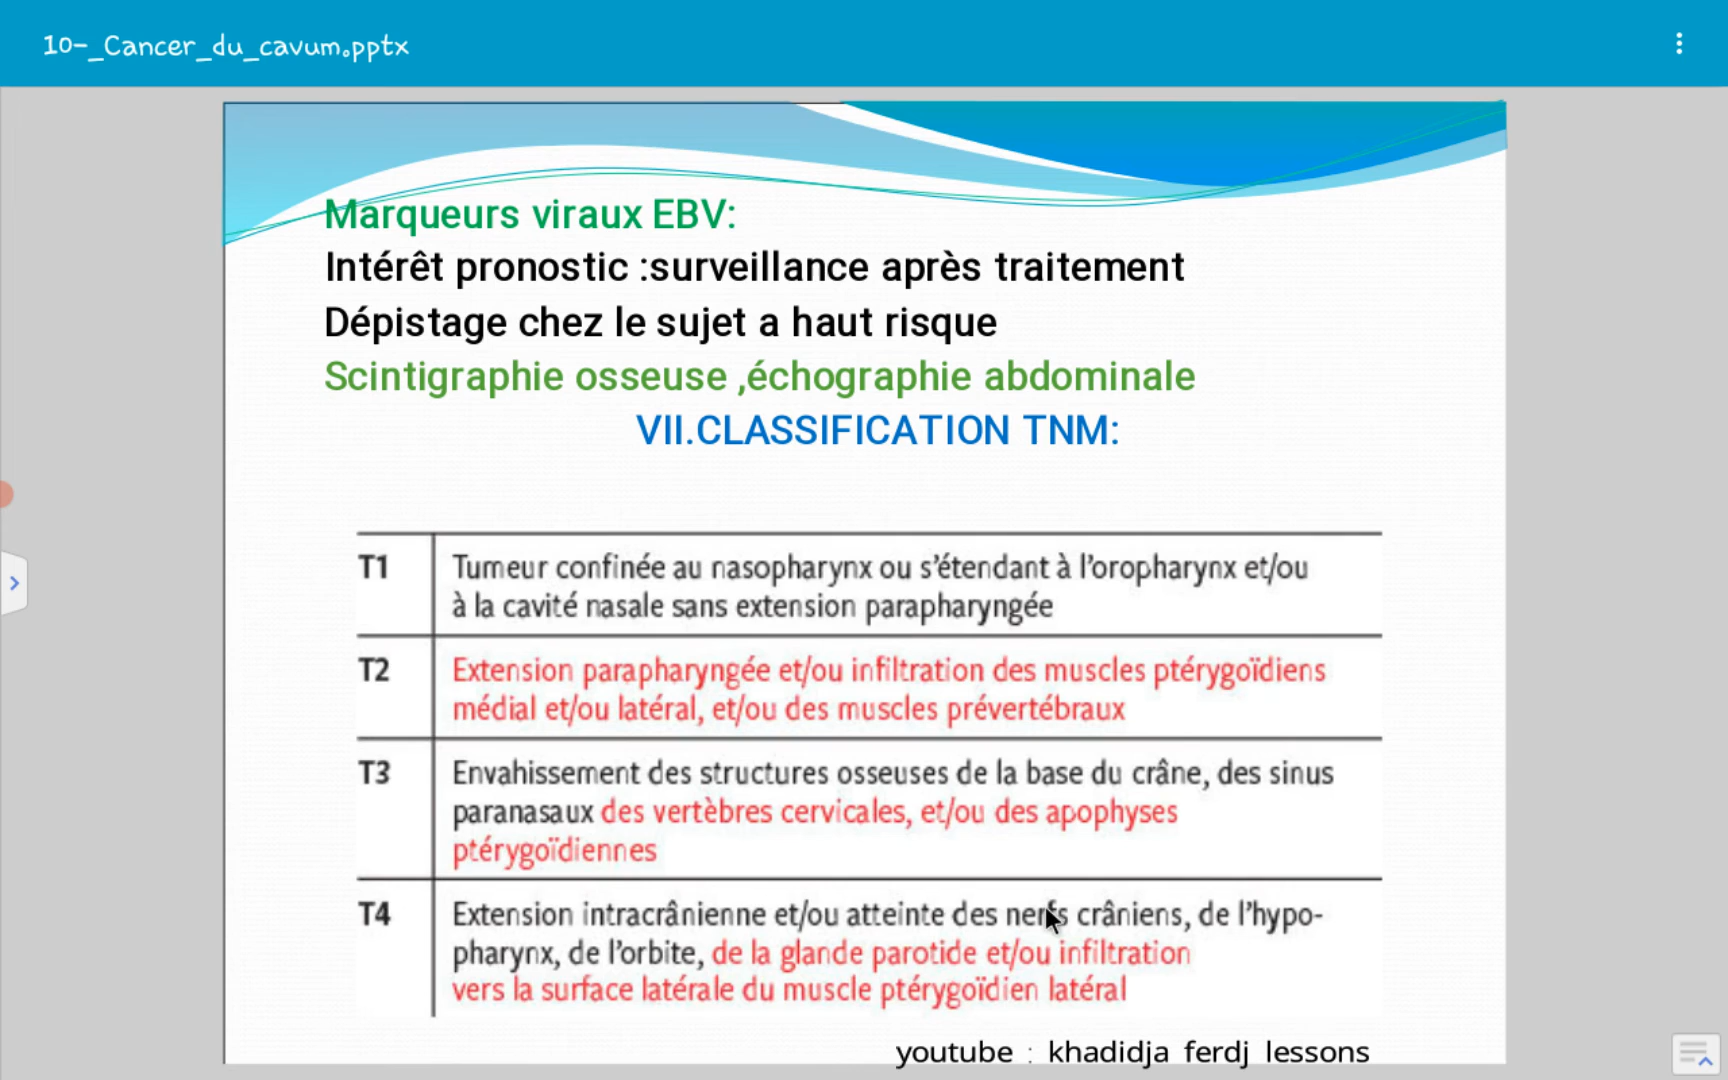 10-_Cancer_du_cavum.pptx
Marqueurs viraux EBV:
Intérêt pronostic :surveillance après traitement
Dépistage chez le sujet a haut risque
Scintigraphie osseuse ,échographie abdominale
VII.CLASSIFICATION TNM:
T1 Tumeur confinée au nasopharynx ou s'étendant à l'oropharynx et/ou
à la cavité nasale sans extension parapharyngée
T2 Extension parapharyngée et/ou infiltration des muscles ptérygoïdiens
médial et/ou latéral, et/ou des muscles prévertébraux
T3 Envahissement des structures osseuses de la base du crâne, des sinus
paranasaux des vertèbres cervicales, et/ou des apophyses
ptérygoïdiennes
T4 Extension intracrânienne et/ou atteinte des nerfs crâniens, de l'hypo-
pharynx, de l'orbite, de la glande parotide et/ou infiltration
vers la surface latérale du muscle ptérygoïdien latéral
youtube : khadidja ferdj lessons